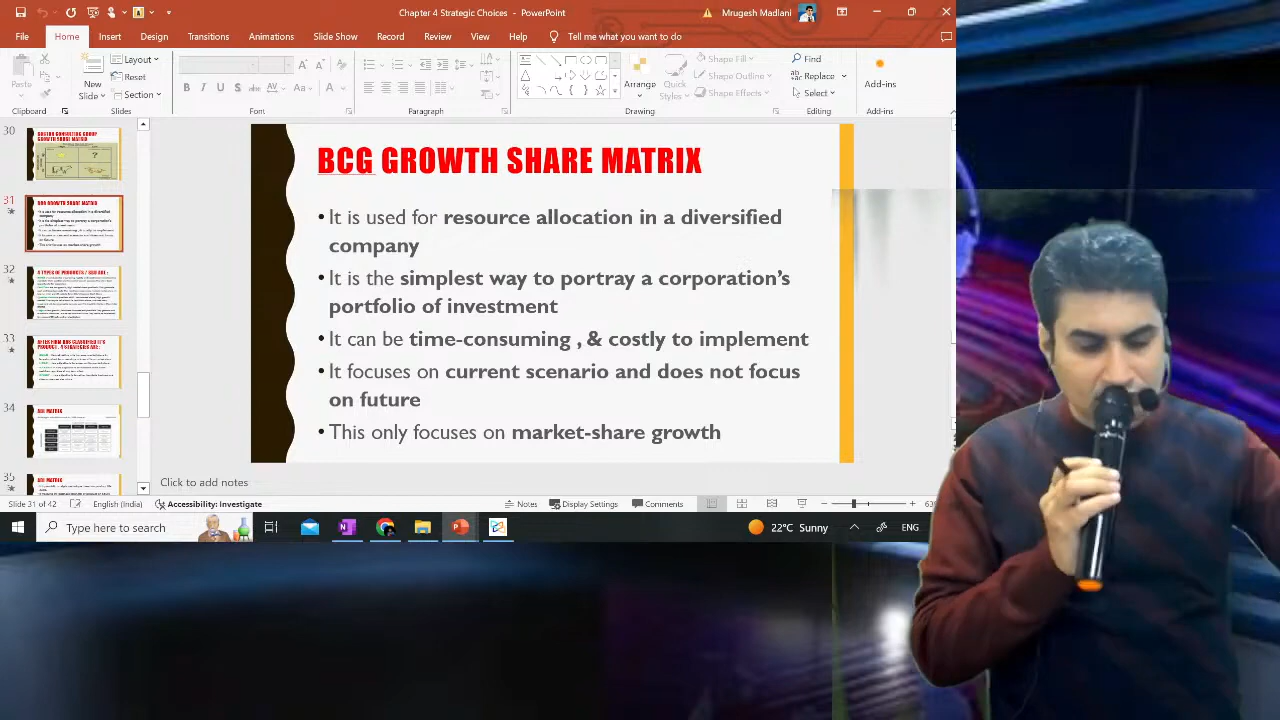 Chapter 4 Strategic Choices - PowerPoint
Mrugesh Madlani
File Home Insert Design Transitions Animations Slide Show Record Review View Help Tell me what you want to do
Paste
Clipboard
New
Slides
Layout
Reset
Section
Slides
Font
Paragraph
Arrange
Quick
Styles
Shape Fill
Shape Outline
Shape Effects
Drawing
Find
Replace
Select
Editing
Add-ins
Add-ins
30
31
32
33
34
35
BCG GROWTH SHARE MATRIX
•It is used for resource allocation in a diversified
company
•It is the simplest way to portray a corporation's
portfolio of investment
•It can be time-consuming , & costly to implement
•It focuses on current scenario and does not focus
on future
•This only focuses on market-share growth
Click to add notes
Slide 31 of 42 English (India) Accessibility: Investigate Notes Display Settings Comments
Type here to search 22°C Sunny ENG